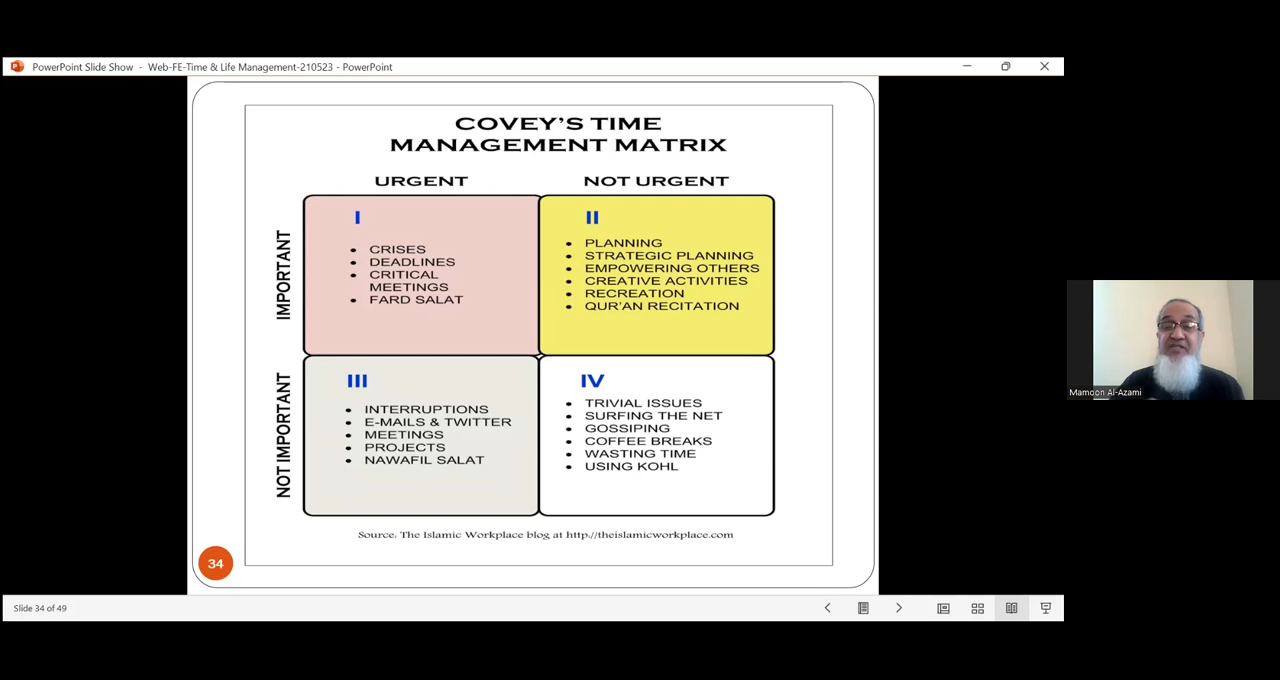 PowerPoint Slide Show - Web-FE-Time & Life Management-210523 - PowerPoint
COVEY'S TIME
MANAGEMENT MATRIX
URGENT
NOT URGENT
IMPORTANT
I
• CRISES
• DEADLINES
• CRITICAL
MEETINGS
• FARD SALAT
II
• PLANNING
• STRATEGIC PLANNING
• EMPOWERING OTHERS
• CREATIVE ACTIVITIES
• RECREATION
• QUR'AN RECITATION
NOT IMPORTANT
III
• INTERRUPTIONS
• E-MAILS & TWITTER
• MEETINGS
• PROJECTS
• NAWAFIL SALAT
IV
• TRIVIAL ISSUES
• SURFING THE NET
• GOSSIPING
• COFFEE BREAKS
• WASTING TIME
• USING KOHL
Source: The Islamic Workplace blog at http://theislamicworkplace.com
34
Slide 34 of 49
Mamoon Al-Azami